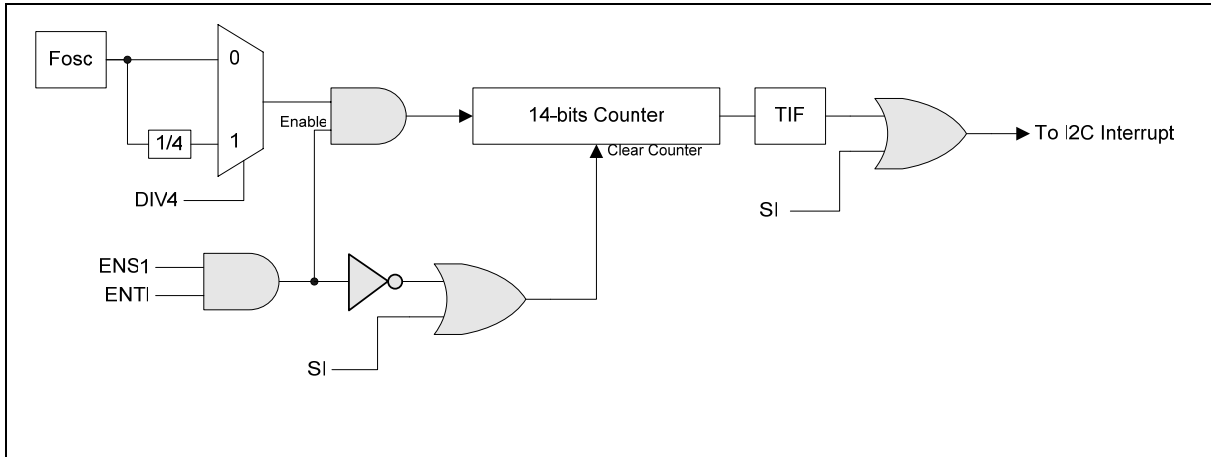 Fosc
0
1/4
1
Enable
14-bits Counter
TIF
To I2C Interrupt
Clear Counter
DIV4
SI
ENS1
ENTI
SI